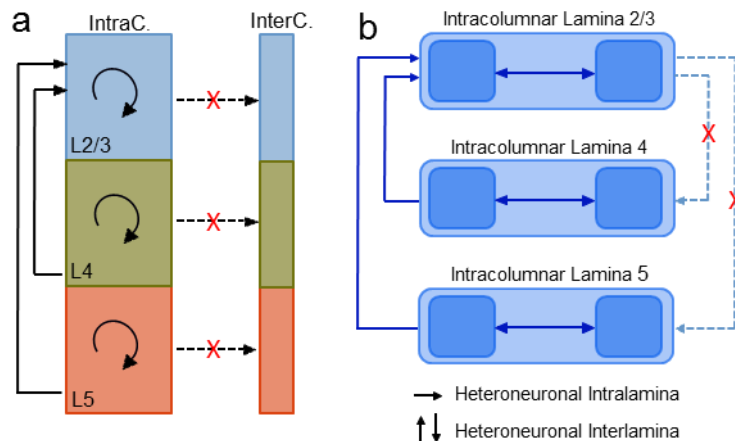 a
IntraC.
InterC.
L2/3
L4
L5
X
X
X
b
Intracolumnar Lamina 2/3
Intracolumnar Lamina 4
Intracolumnar Lamina 5
X
X
Heteroneuronal Intralamina
Heteroneuronal Interlamina